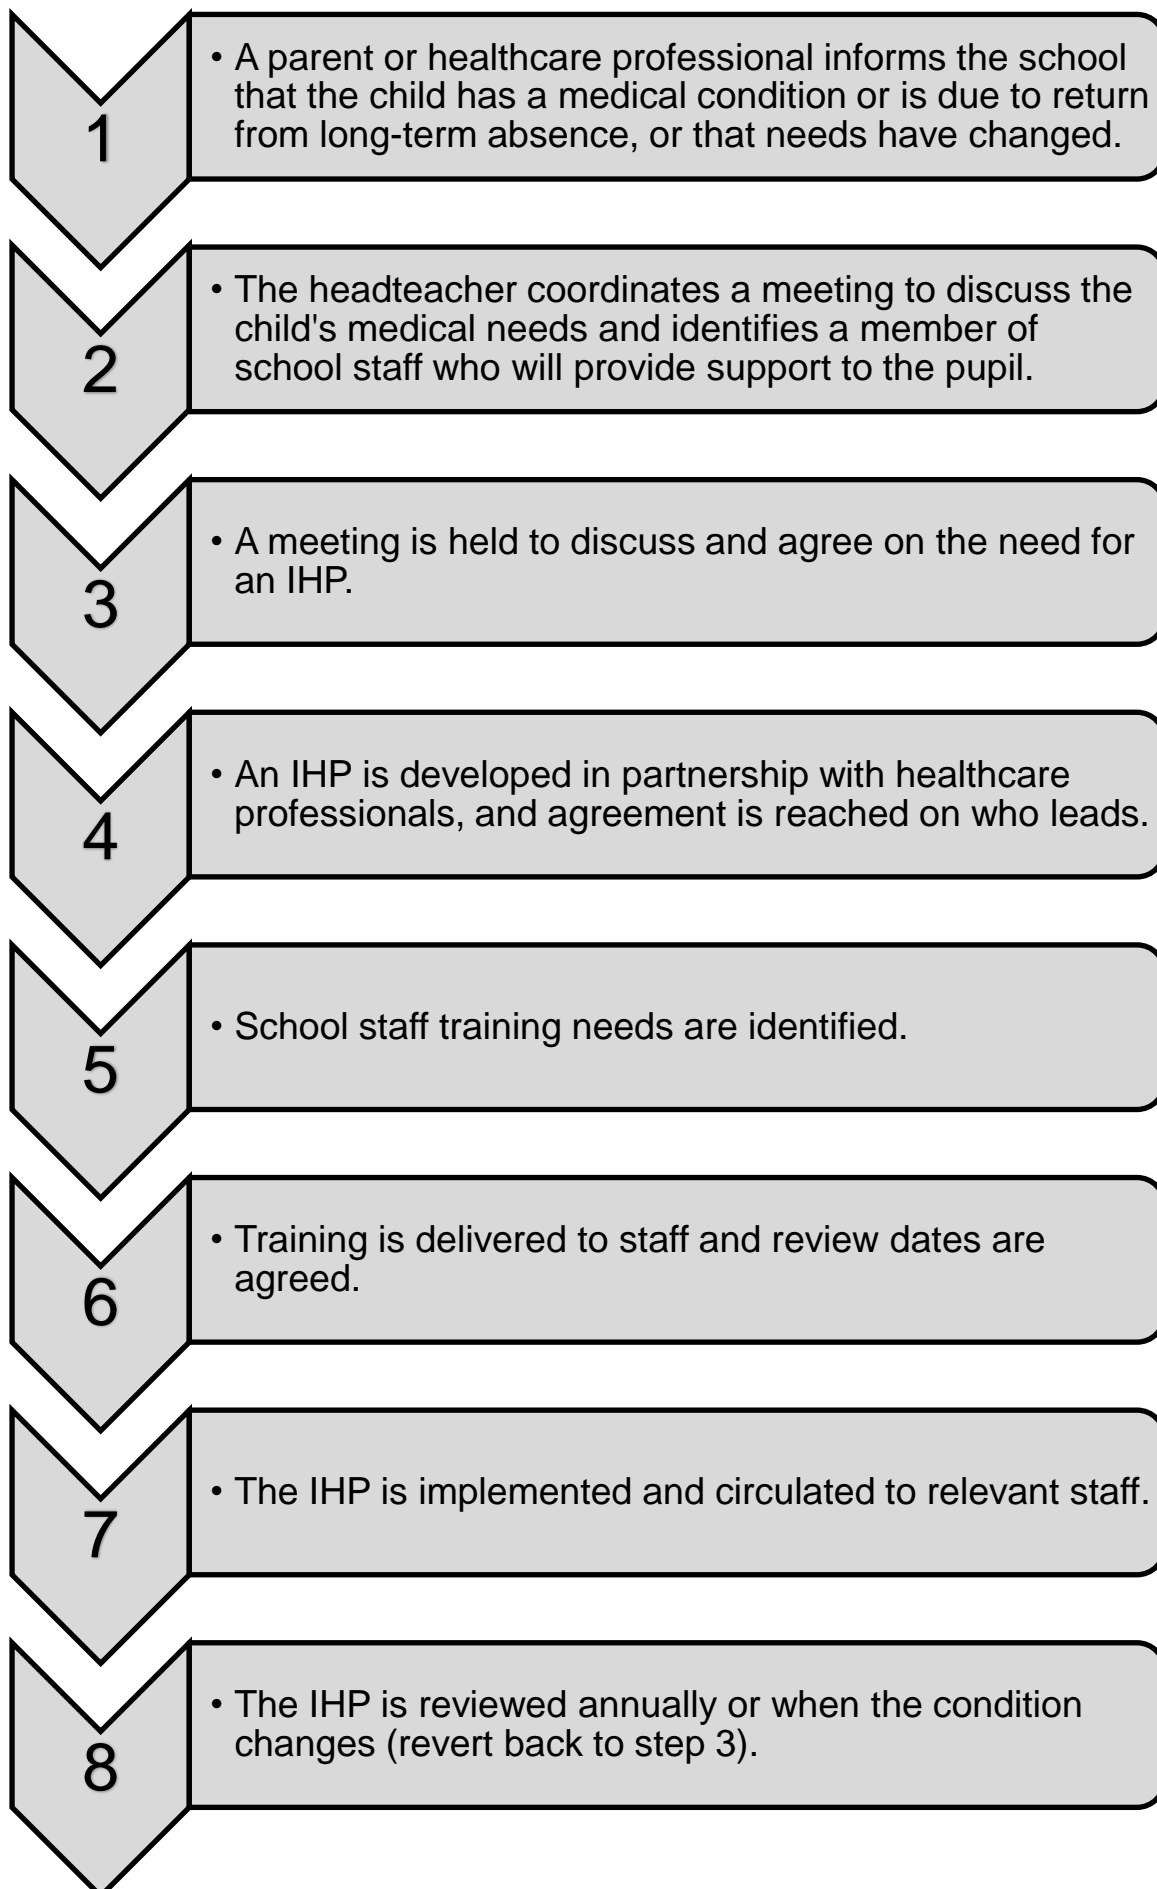 1
• A parent or healthcare professional informs the school
that the child has a medical condition or is due to return
from long-term absence, or that needs have changed.
2
• The headteacher coordinates a meeting to discuss the
child's medical needs and identifies a member of
school staff who will provide support to the pupil.
3
• A meeting is held to discuss and agree on the need for
an IHP.
4
• An IHP is developed in partnership with healthcare
professionals, and agreement is reached on who leads.
5
• School staff training needs are identified.
6
• Training is delivered to staff and review dates are
agreed.
7
• The IHP is implemented and circulated to relevant staff.
8
• The IHP is reviewed annually or when the condition
changes (revert back to step 3).